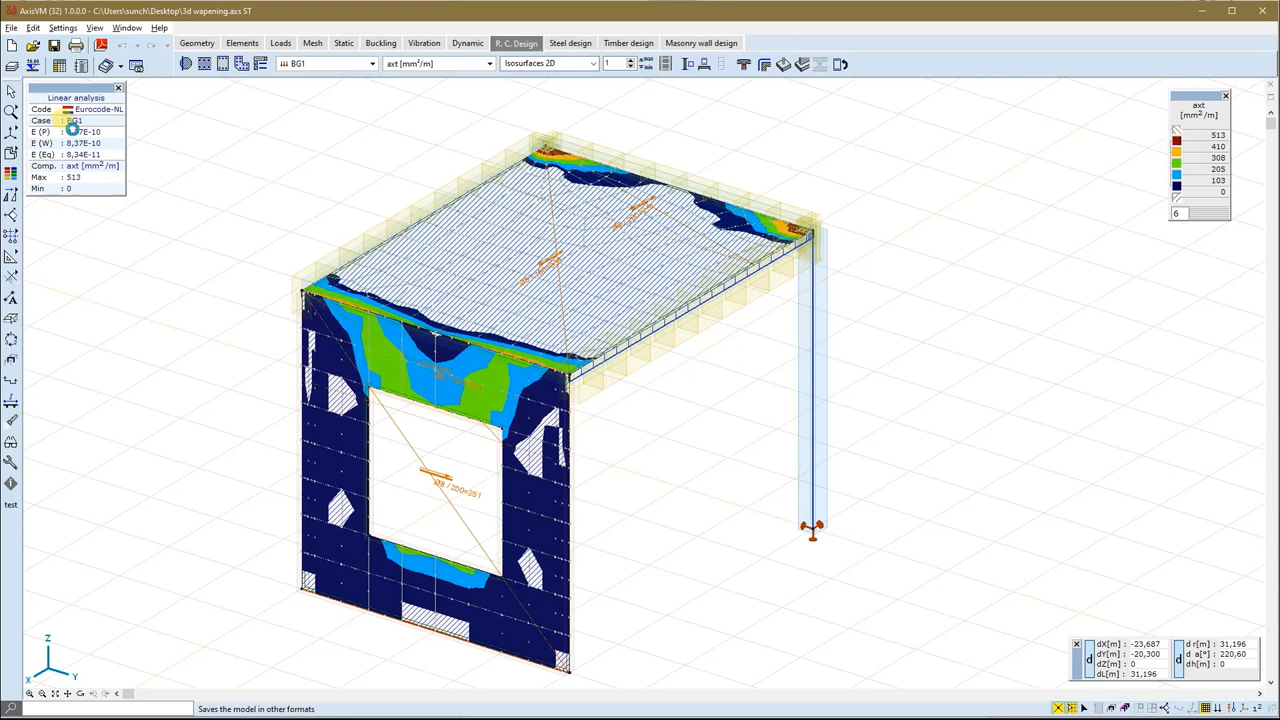 AxisVM (32) 1.0.0.0 - C:\Users\sunch\Desktop\3d wapening.axs ST
File Edit Settings View Window Help
Geometry Elements Loads Mesh Static Buckling Vibration Dynamic R. C. Design Steel design Timber design Masonry wall design
BG1 axt [mm²/m] Isosurfaces 2D 1
Linear analysis
Code Eurocode-NL
Case : BG1
E (P) : 7E-10
E (W) : 8,37E-10
E (Eq) : 8,34E-11
Comp. : axt [mm²/m]
Max : 513
Min : 0
axt
[mm²/m]
513
410
308
205
103
0
6
Ø8 / 200=251
test
Z
X Y
dX[m] -23,687
dY[m] -20,300
dZ[m] 0
dL[m] 31,196
d r[m] 31,196
d a[°] 220,60
dh[m] 0
Saves the model in other formats